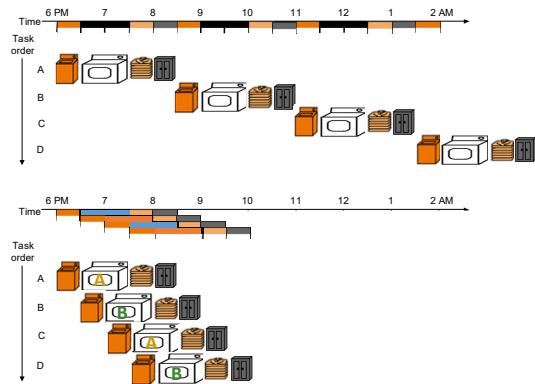 6 PM 7 8 9 10 11 12 1 2 AM
Time
Task
order
A
B
C
D
6 PM 7 8 9 10 11 12 1 2 AM
Time
Task
order
A A
B B
C A
D B